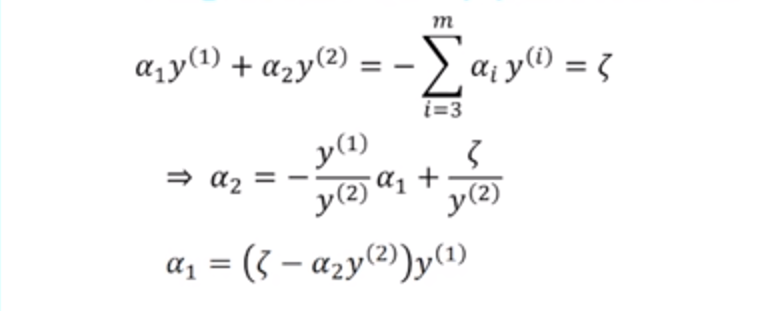 α₁y⁽¹⁾ + α₂y⁽²⁾ = − ∑ᵢ₌₃ᵐ αᵢ y⁽ⁱ⁾ = ζ
⇒ α₂ = − (y⁽¹⁾ / y⁽²⁾) α₁ + ζ / y⁽²⁾
α₁ = (ζ − α₂y⁽²⁾)y⁽¹⁾